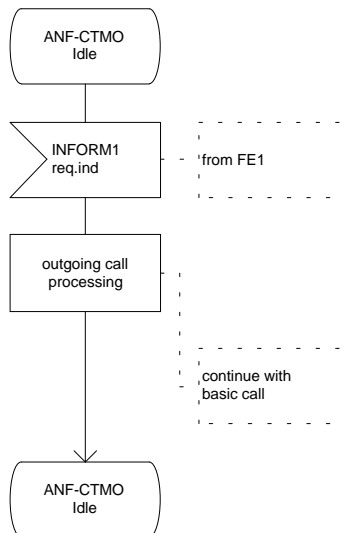 ANF-CTMO
Idle
INFORM1
req.ind
from FE1
outgoing call
processing
continue with
basic call
ANF-CTMO
Idle